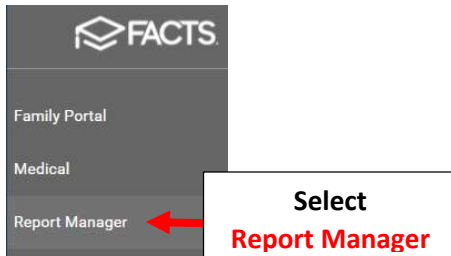 FACTS
Family Portal
Medical
Report Manager
Select
Report Manager